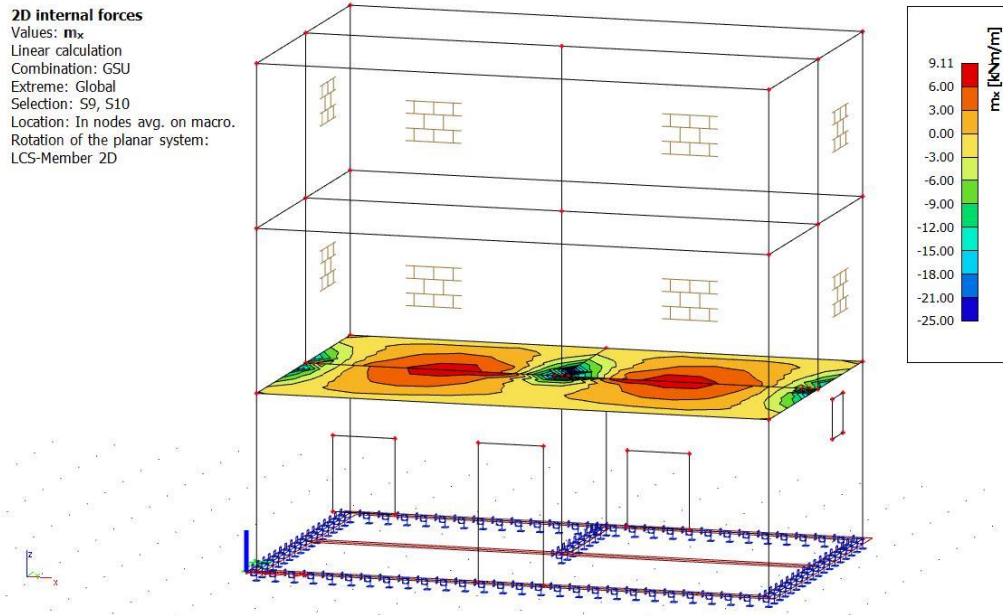 2D internal forces
Values: mₓ
Linear calculation
Combination: GSU
Extreme: Global
Selection: S9, S10
Location: In nodes avg. on macro.
Rotation of the planar system:
LCS-Member 2D
9.11
6.00
3.00
0.00
-3.00
-6.00
-9.00
-12.00
-15.00
-18.00
-21.00
-25.00
mₓ [kNm/m]
z
x